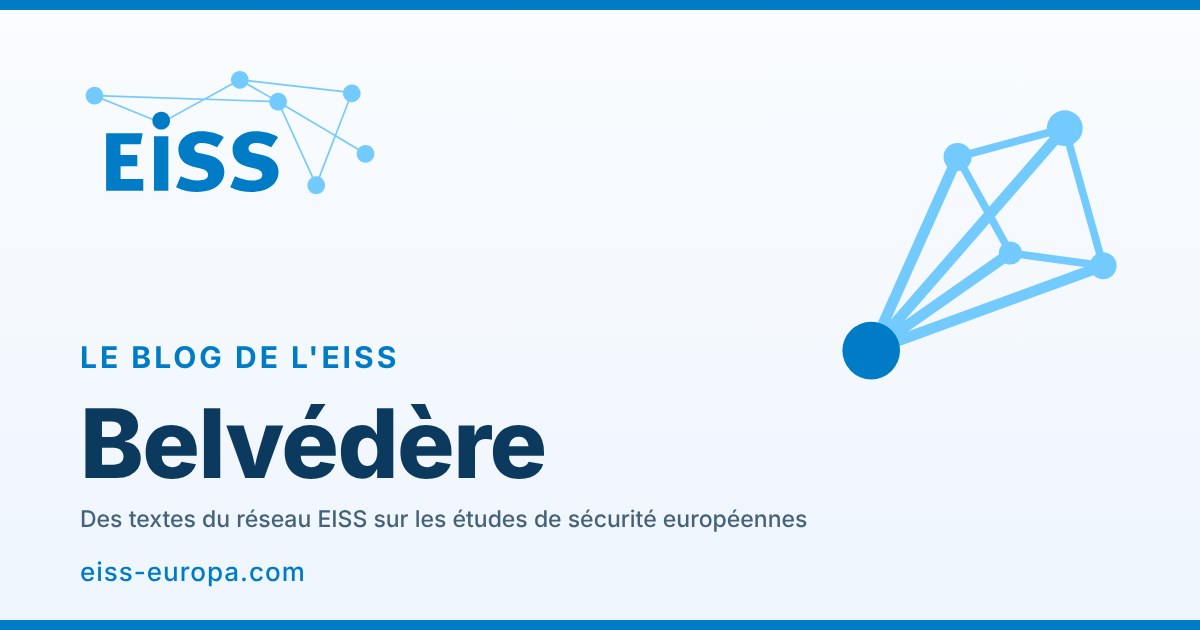 EiSS
LE BLOG DE L'EISS
Belvédère
Des textes du réseau EISS sur les études de sécurité européennes
eiss-europa.com